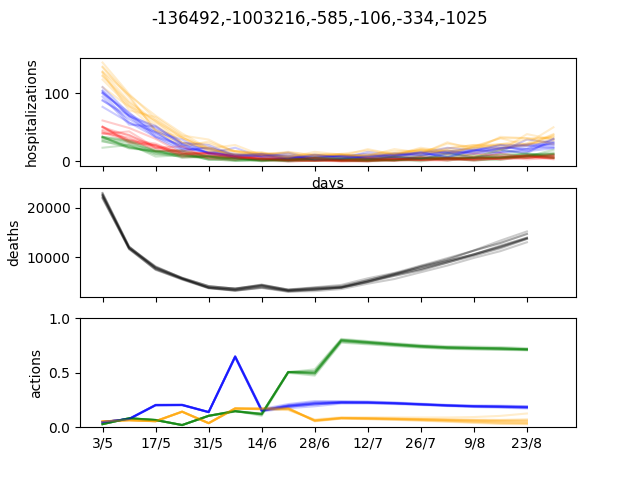 -136492,-1003216,-585,-106,-334,-1025
hospitalizations
100
0
days
deaths
20000
10000
actions
1.0
0.5
0.0
3/5 17/5 31/5 14/6 28/6 12/7 26/7 9/8 23/8